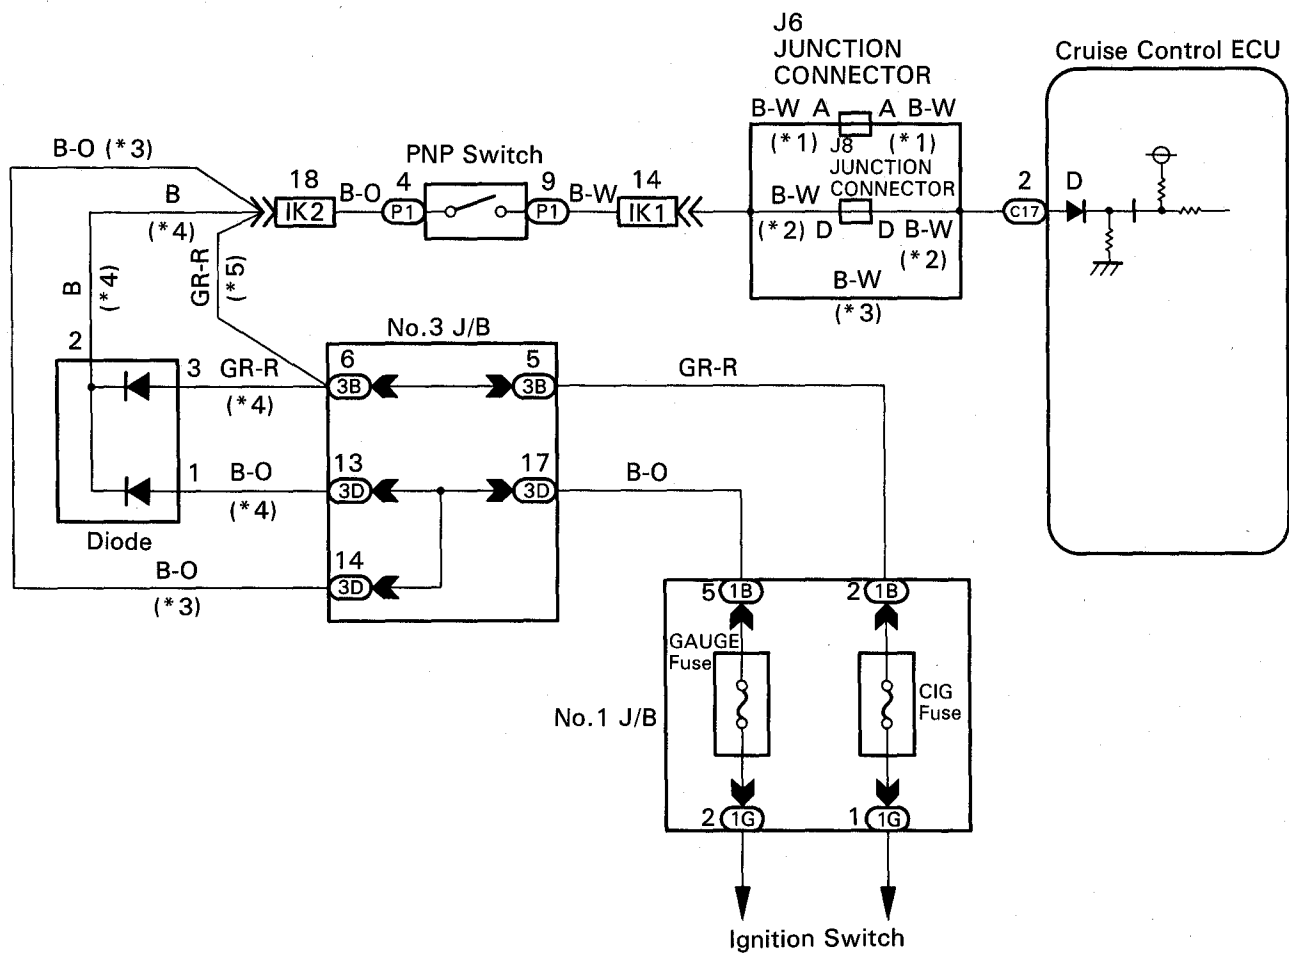 J6
JUNCTION
CONNECTOR
Cruise Control ECU
B-W A A B-W
(*1) (*1)
J8
JUNCTION
CONNECTOR
B-O (*3)
PNP Switch
18
IK2
B-O
4
P1
9
P1
B-W
14
IK1
B-W
(*2) D D B-W
(*2)
B-W
(*3)
2
C17
D
B
(*4)
B
(*4)
GR-R
(*5)
2
No.3 J/B
3 GR-R
(*4)
6
3B
5
3B
GR-R
1 B-O
(*4)
13
3D
17
3D
B-O
Diode
B-O
(*3)
14
3D
5 1B
2 1B
GAUGE
Fuse
CIG
Fuse
No.1 J/B
2 1G
1 1G
Ignition Switch